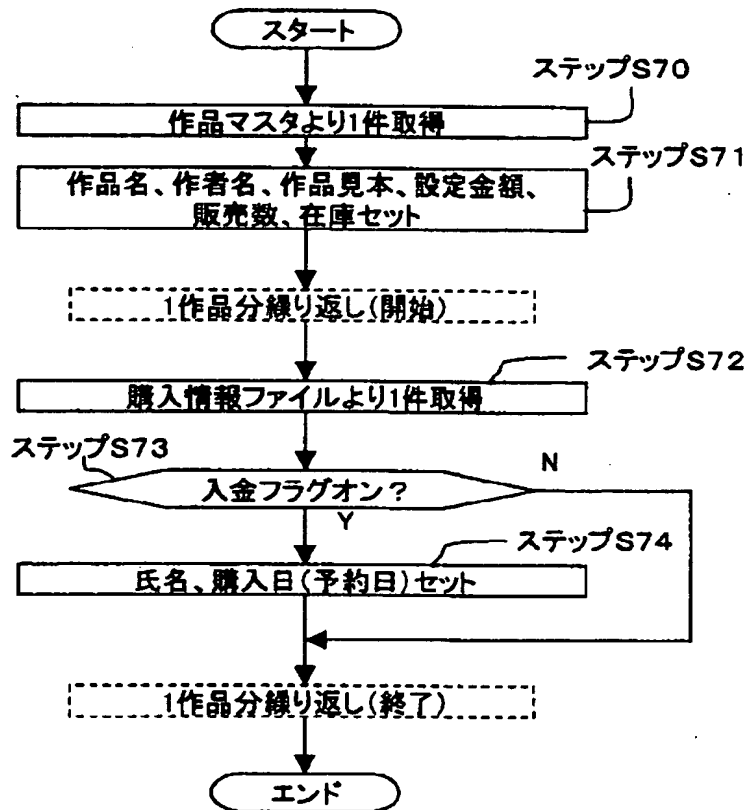 スタート
ステップS70
作品マスタより1件取得
ステップS71
作品名、作者名、作品見本、設定金額、
販売数、在庫セット
1作品分繰り返し(開始)
ステップS72
購入情報ファイルより1件取得
ステップS73
入金フラグオン?
N
Y
ステップS74
氏名、購入日(予約日)セット
1作品分繰り返し(終了)
エンド